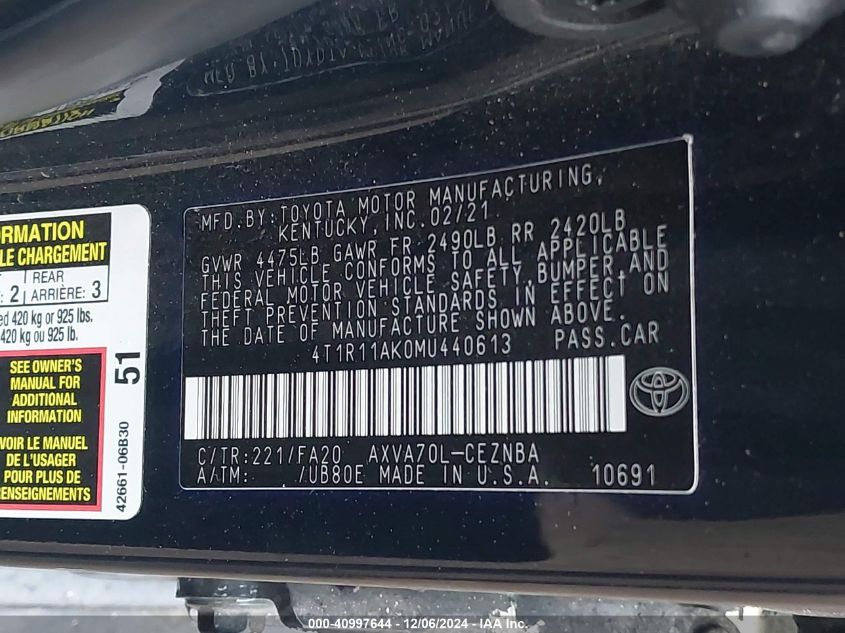 MFD. BY: TOYOTA MOTOR MANUFACTURING,
KENTUCKY, INC. 02/21
GVWR 4475LB GAWR FR 2490LB RR 2420LB
THIS VEHICLE CONFORMS TO ALL APPLICABLE
FEDERAL MOTOR VEHICLE SAFETY, BUMPER, AND
THEFT PREVENTION STANDARDS IN EFFECT ON
THE DATE OF MANUFACTURE SHOWN ABOVE.
4T1R11AK0MU440613 PASS. CAR
C/TR:221/FA20 AXVA70L-CEZNBA
A/TM: /UB80E MADE IN U.S.A. 10691
CHARGEMENT
REAR
2 ARRIÈRE: 3
420 kg or 925 lbs.
420 kg ou 925 lb.
SEE OWNER'S
MANUAL FOR
ADDITIONAL
INFORMATION
VOIR LE MANUEL
DE L'USAGER
POUR PLUS DE
RENSEIGNEMENTS
51
42661-06B30
000-40997644 - 12/06/2024 - IAA Inc.